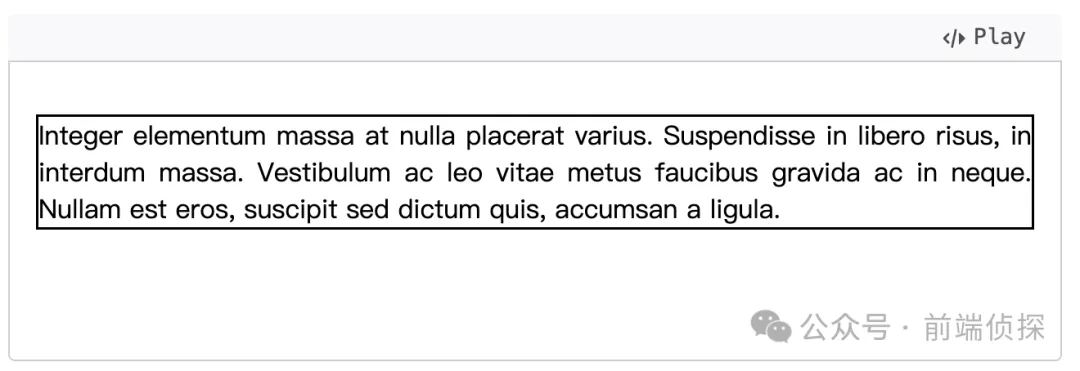 Play
Integer elementum massa at nulla placerat varius. Suspendisse in libero risus, in
interdum massa. Vestibulum ac leo vitae metus faucibus gravida ac in neque.
Nullam est eros, suscipit sed dictum quis, accumsan a ligula.
公众号 · 前端侦探